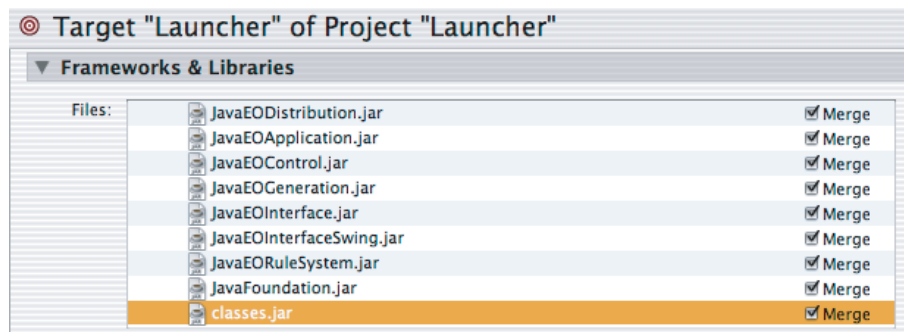 Target "Launcher" of Project "Launcher"
Frameworks & Libraries
Files:
JavaEODistribution.jar Merge
JavaEOApplication.jar Merge
JavaEOControl.jar Merge
JavaEOGeneration.jar Merge
JavaEOInterface.jar Merge
JavaEOInterfaceSwing.jar Merge
JavaEORuleSystem.jar Merge
JavaFoundation.jar Merge
classes.jar Merge